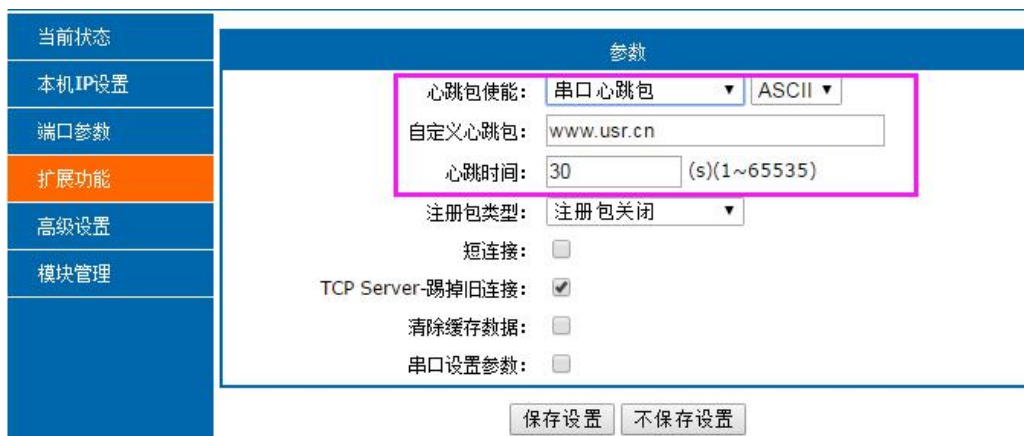 当前状态
本机IP设置
端口参数
扩展功能
高级设置
模块管理
参数
心跳包使能： 串口心跳包 ASCII
自定义心跳包： www.usr.cn
心跳时间： 30 (s)(1~65535)
注册包类型： 注册包关闭
短连接：
TCP Server-踢掉旧连接：
清除缓存数据：
串口设置参数：
保存设置 不保存设置